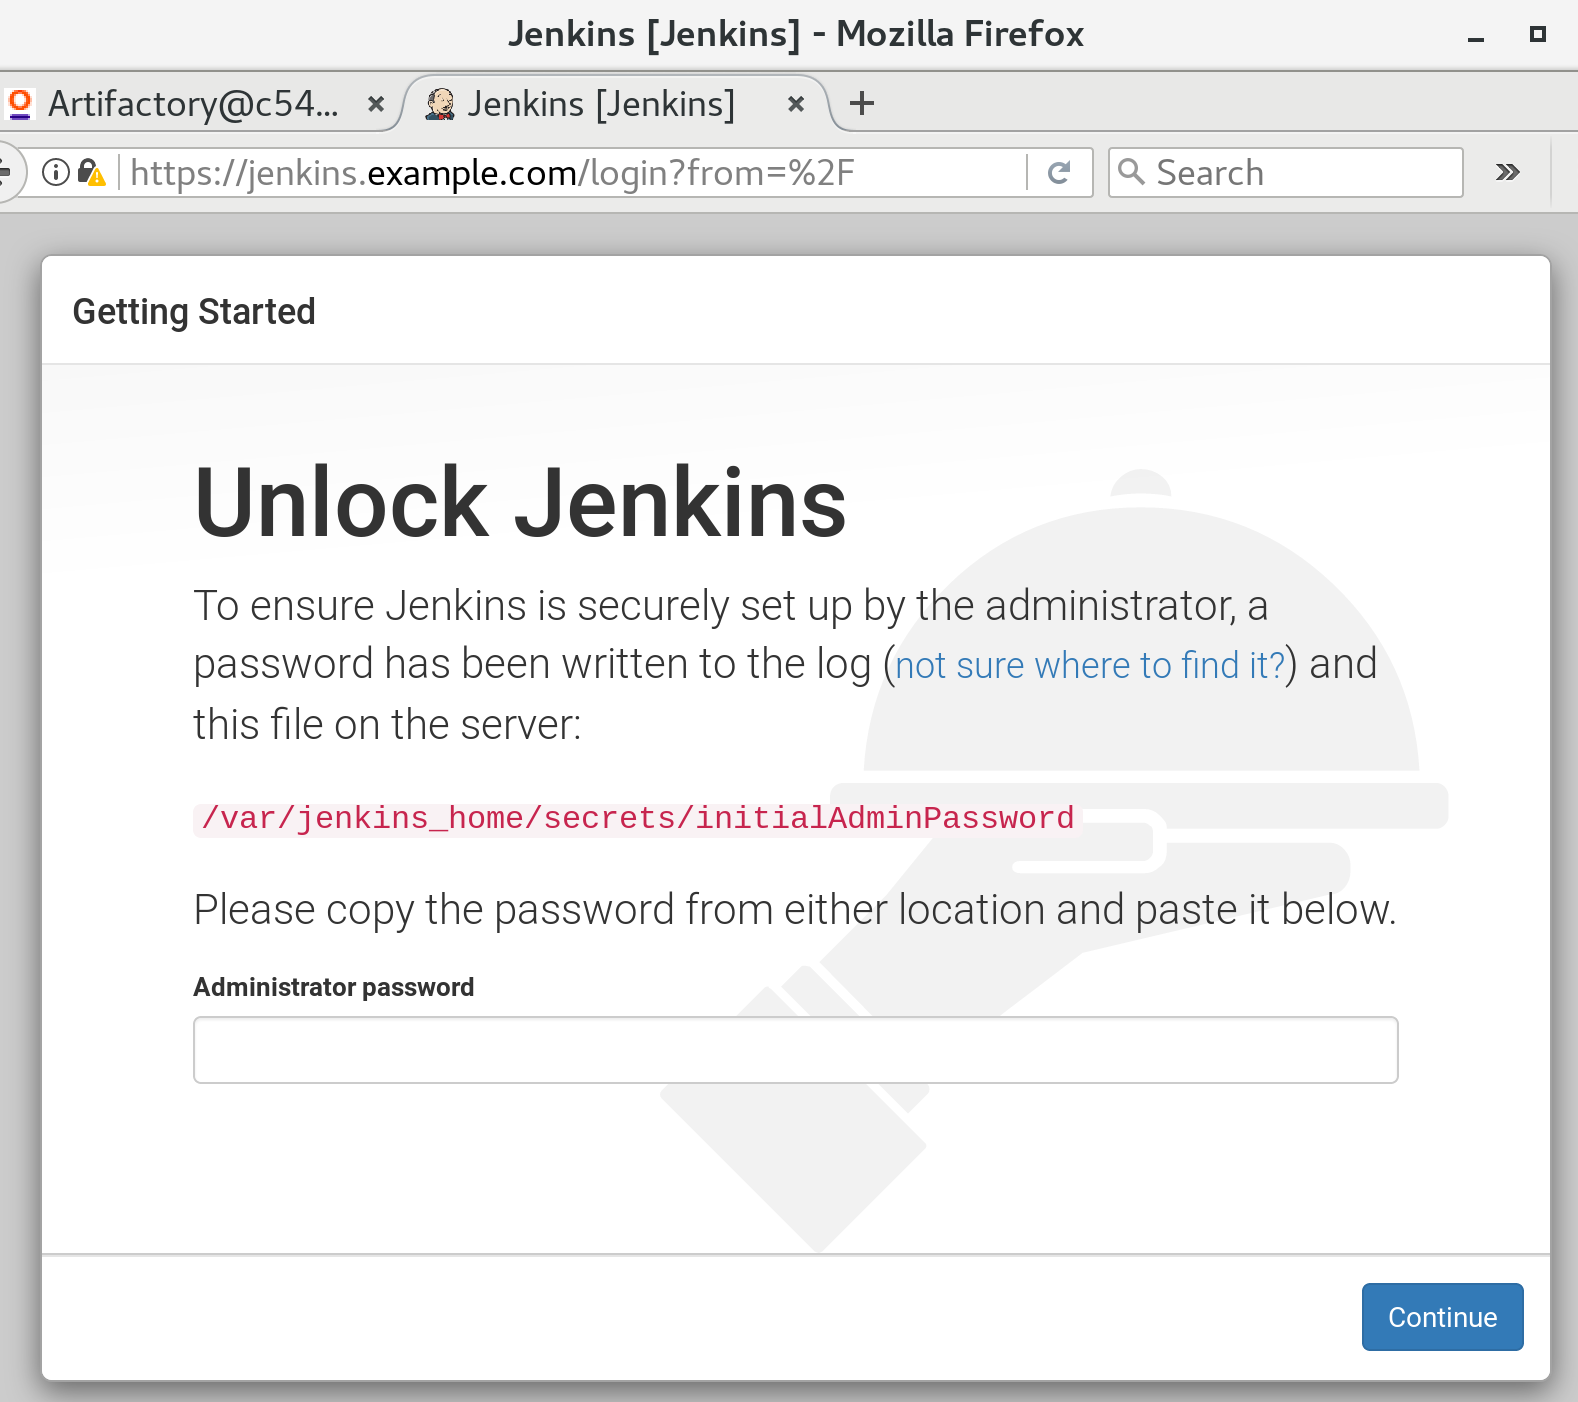 Jenkins [Jenkins] - Mozilla Firefox
Artifactory@c54... × Jenkins [Jenkins] × +
https://jenkins.example.com/login?from=%2F Search »
Getting Started
Unlock Jenkins
To ensure Jenkins is securely set up by the administrator, a
password has been written to the log (not sure where to find it?) and
this file on the server:
/var/jenkins_home/secrets/initialAdminPassword
Please copy the password from either location and paste it below.
Administrator password
Continue